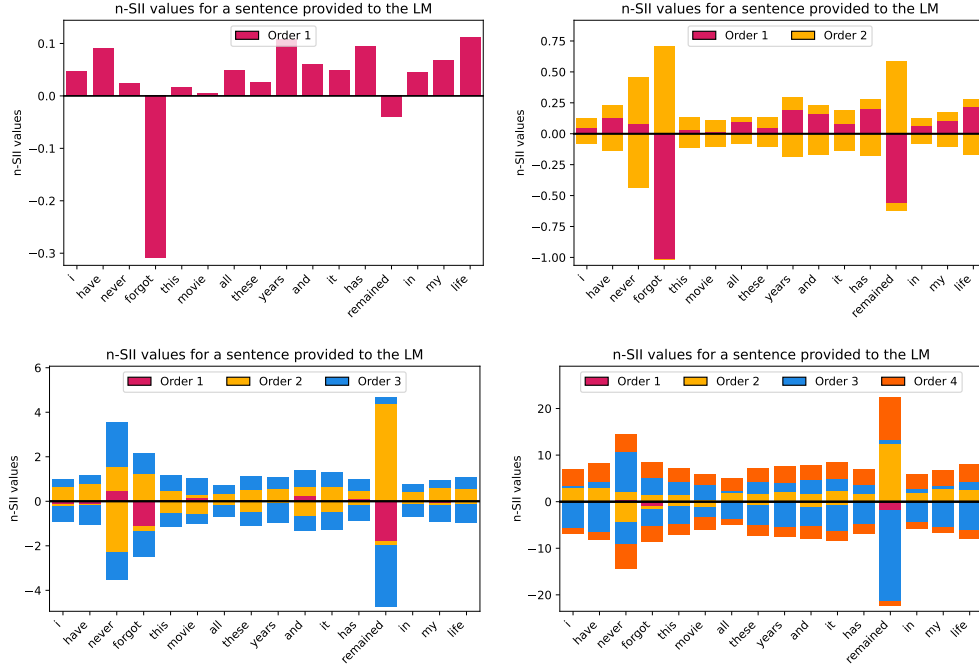 n-SII values for a sentence provided to the LM
Order 1
n-SII values
0.1
0.0
−0.1
−0.2
−0.3
i
have
never
forgot
this
movie
all
these
years
and
it
has
remained
in
my
life
n-SII values for a sentence provided to the LM
Order 1 Order 2
n-SII values
0.75
0.50
0.25
0.00
−0.25
−0.50
−0.75
−1.00
i
have
never
forgot
this
movie
all
these
years
and
it
has
remained
in
my
life
n-SII values for a sentence provided to the LM
Order 1 Order 2 Order 3
n-SII values
6
4
2
0
−2
−4
i
have
never
forgot
this
movie
all
these
years
and
it
has
remained
in
my
life
n-SII values for a sentence provided to the LM
Order 1 Order 2 Order 3 Order 4
n-SII values
20
10
0
−10
−20
i
have
never
forgot
this
movie
all
these
years
and
it
has
remained
in
my
life